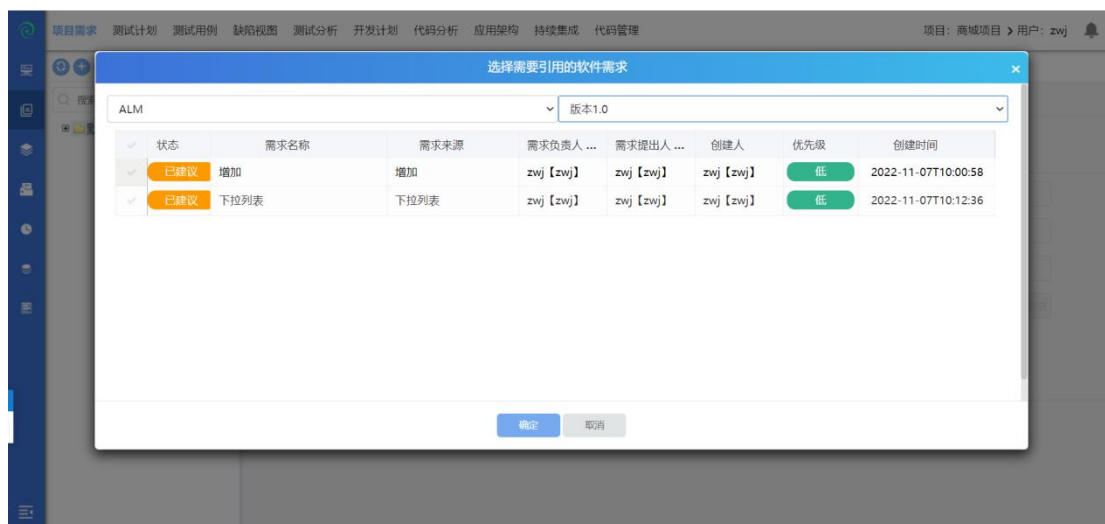 项目需求 测试计划 测试用例 缺陷视图 测试分析 开发计划 代码分析 应用架构 持续集成 代码管理 项目：商城项目 用户：zwj
选择需要引用的软件需求 ×
ALM 版本1.0
状态 需求名称 需求来源 需求负责人 ... 需求提出人 ... 创建人 优先级 创建时间
已建议 增加 增加 zwj【zwj】 zwj【zwj】 zwj【zwj】 低 2022-11-07T10:00:58
已建议 下拉列表 下拉列表 zwj【zwj】 zwj【zwj】 zwj【zwj】 低 2022-11-07T10:12:36
确定 取消